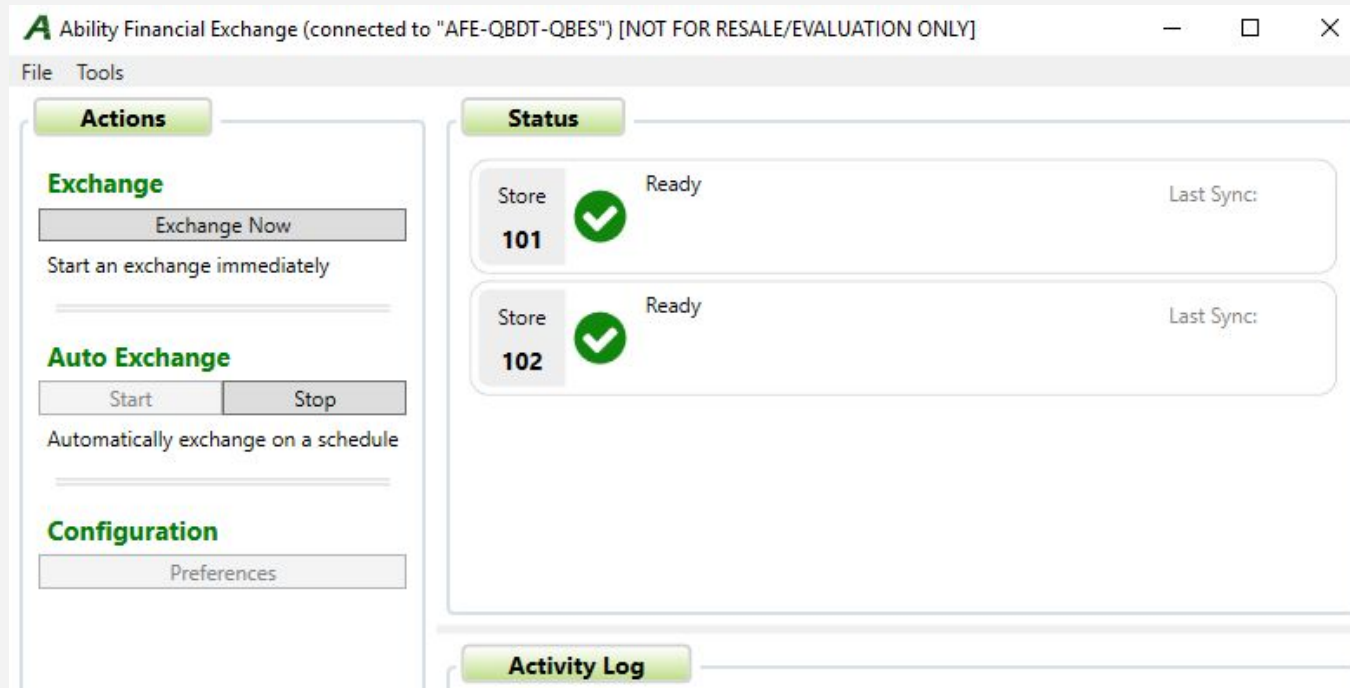 Ability Financial Exchange (connected to "AFE-QBDT-QBES") [NOT FOR RESALE/EVALUATION ONLY]
File Tools
Actions
Exchange
Exchange Now
Start an exchange immediately
Auto Exchange
Start Stop
Automatically exchange on a schedule
Configuration
Preferences
Status
Store
101
Ready
Last Sync:
Store
102
Ready
Last Sync:
Activity Log